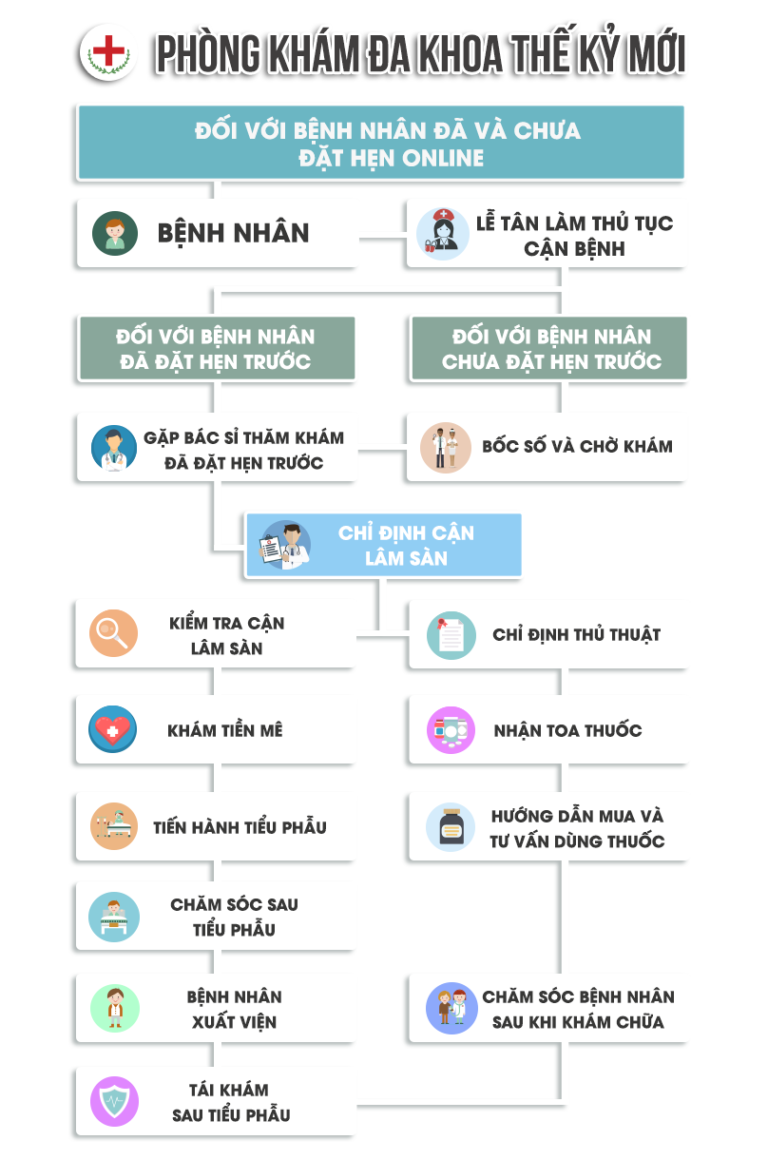 PHÒNG KHÁM ĐA KHOA THẾ KỶ MỚI
ĐỐI VỚI BỆNH NHÂN ĐÃ VÀ CHƯA
ĐẶT HẸN ONLINE
BỆNH NHÂN
LỄ TÂN LÀM THỦ TỤC
CẬN BỆNH
ĐỐI VỚI BỆNH NHÂN
ĐÃ ĐẶT HẸN TRƯỚC
ĐỐI VỚI BỆNH NHÂN
CHƯA ĐẶT HẸN TRƯỚC
GẶP BÁC SỈ THĂM KHÁM
ĐÃ ĐẶT HẸN TRƯỚC
BỐC SỐ VÀ CHỜ KHÁM
CHỈ ĐỊNH CẬN
LÂM SÀN
KIỂM TRA CẬN
LÂM SÀN
CHỈ ĐỊNH THỦ THUẬT
KHÁM TIỀN MÊ
NHẬN TOA THUỐC
TIẾN HÀNH TIỂU PHẪU
HƯỚNG DẪN MUA VÀ
TƯ VẤN DÙNG THUỐC
CHĂM SÓC SAU
TIỂU PHẪU
BỆNH NHÂN
XUẤT VIỆN
CHĂM SÓC BỆNH NHÂN
SAU KHI KHÁM CHỮA
TÁI KHÁM
SAU TIỂU PHẪU